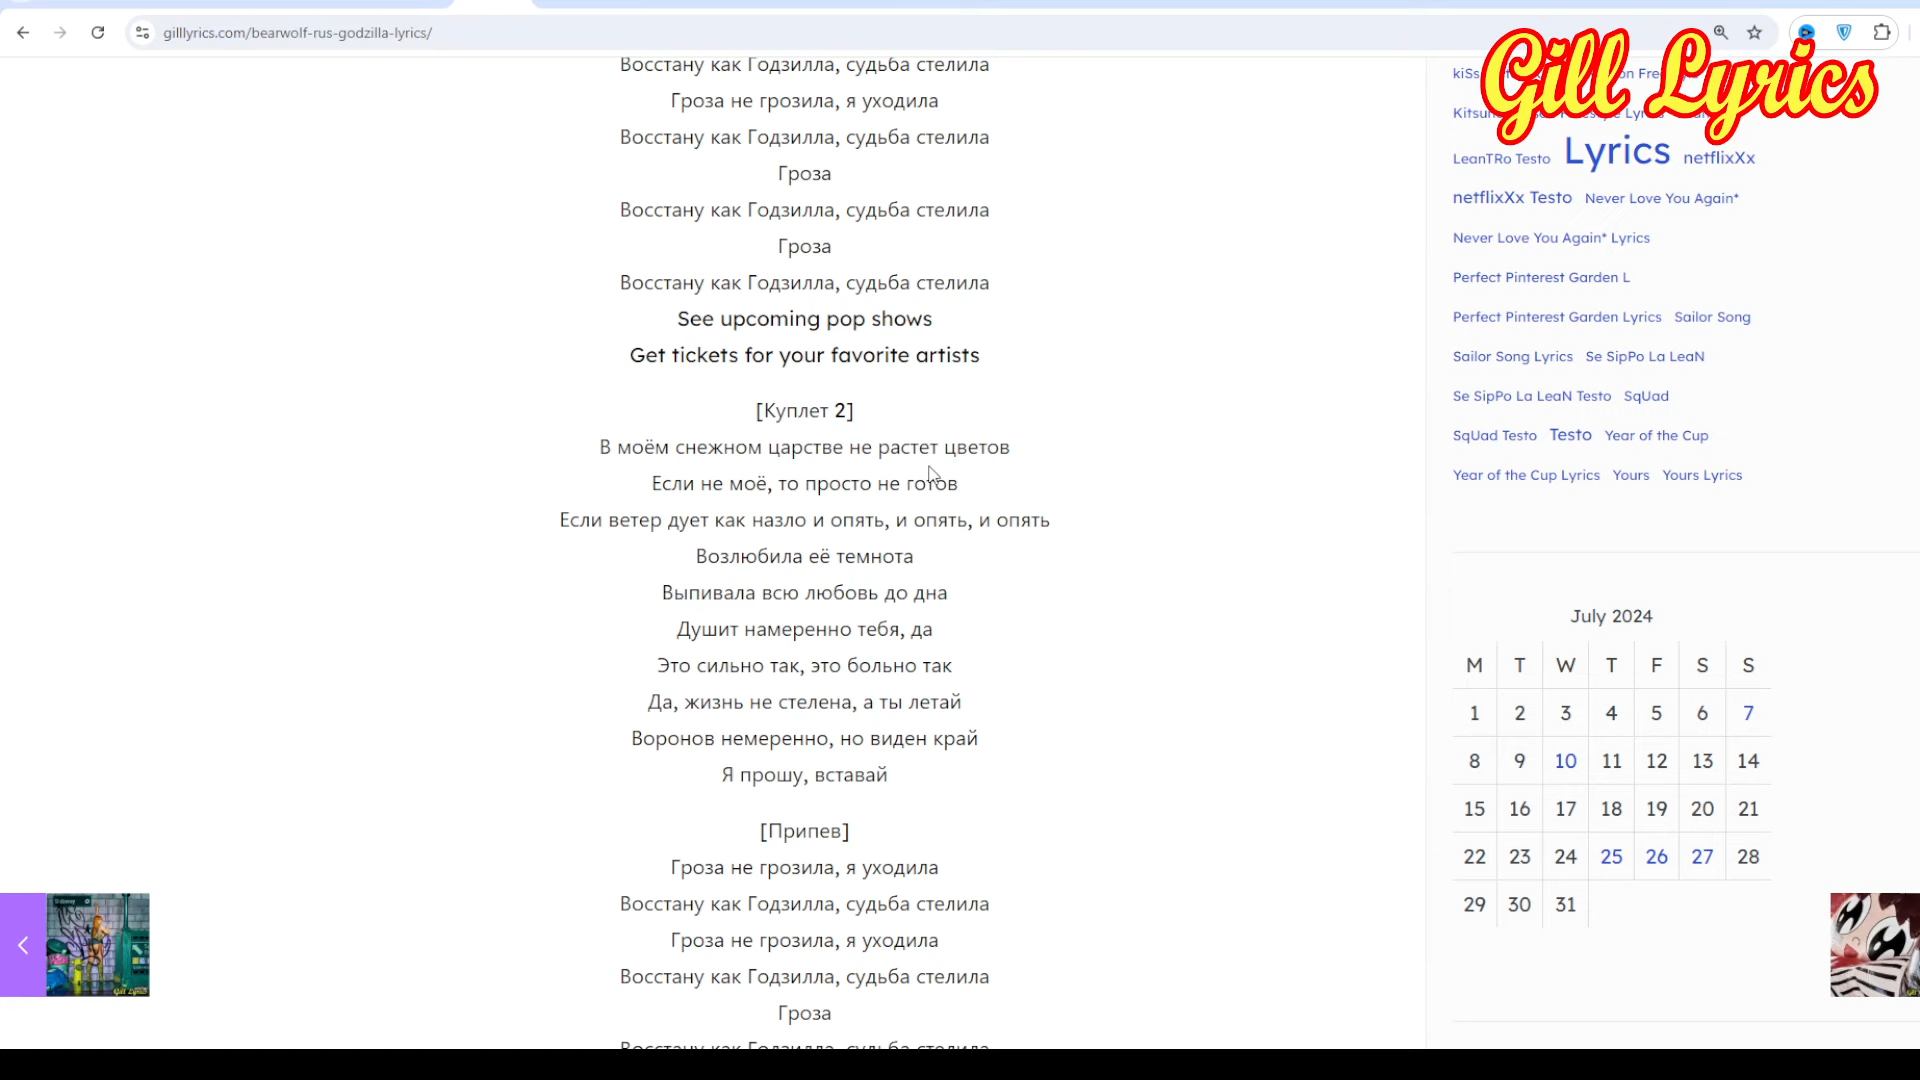 gilllyrics.com/bearwolf-rus-godzilla-lyrics/
Gill Lyrics
Восстану как Годзилла, судьба стелила
Гроза не грозила, я уходила
Восстану как Годзилла, судьба стелила
Гроза
Восстану как Годзилла, судьба стелила
Гроза
Восстану как Годзилла, судьба стелила
See upcoming pop shows
Get tickets for your favorite artists
[Куплет 2]
В моём снежном царстве не растет цветов
Если не моё, то просто не готов
Если ветер дует как назло и опять, и опять, и опять
Возлюбила её темнота
Выпивала всю любовь до дна
Душит намеренно тебя, да
Это сильно так, это больно так
Да, жизнь не стелена, а ты летай
Воронов немеренно, но виден край
Я прошу, вставай
[Припев]
Гроза не грозила, я уходила
Восстану как Годзилла, судьба стелила
Гроза не грозила, я уходила
Восстану как Годзилла, судьба стелила
Гроза
Восстану как Годзилла, судьба стелила
LeanTRo Testo Lyrics netflixXx
netflixXx Testo Never Love You Again*
Never Love You Again* Lyrics
Perfect Pinterest Garden L
Perfect Pinterest Garden Lyrics Sailor Song
Sailor Song Lyrics Se SipPo La LeaN
Se SipPo La LeaN Testo SqUad
SqUad Testo Testo Year of the Cup
Year of the Cup Lyrics Yours Yours Lyrics
July 2024
M T W T F S S
1 2 3 4 5 6 7
8 9 10 11 12 13 14
15 16 17 18 19 20 21
22 23 24 25 26 27 28
29 30 31